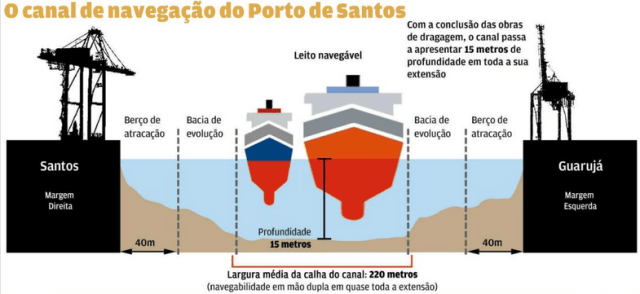 O canal de navegação do Porto de Santos
Com a conclusão das obras
de dragagem, o canal passa
a apresentar 15 metros de
profundidade em toda a sua
extensão
Leito navegável
Berço de
atracação
Bacia de
evolução
Bacia de
evolução
Berço de
atracação
Santos
Margem
Direita
Guarujá
Margem
Esquerda
Profundidade
15 metros
40m
40m
Largura média da calha do canal: 220 metros
(navegabilidade em mão dupla em quase toda a extensão)